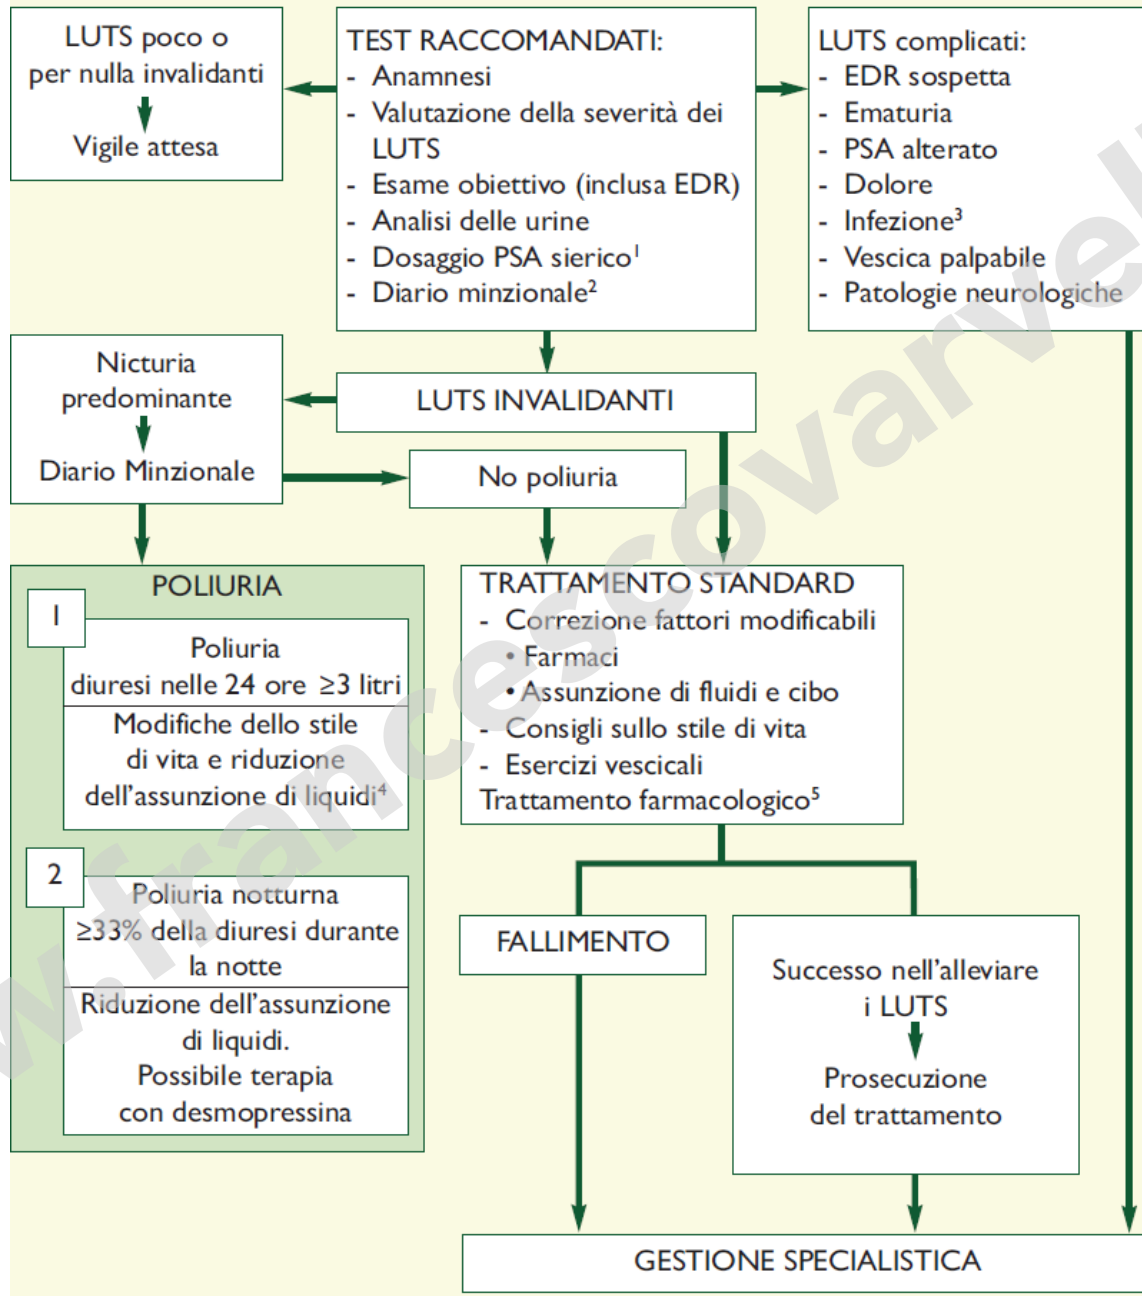 LUTS poco o
per nulla invalidanti
Vigile attesa
TEST RACCOMANDATI:
- Anamnesi
- Valutazione della severità dei
LUTS
- Esame obiettivo (inclusa EDR)
- Analisi delle urine
- Dosaggio PSA sierico¹
- Diario minzionale²
LUTS complicati:
- EDR sospetta
- Ematuria
- PSA alterato
- Dolore
- Infezione³
- Vescica palpabile
- Patologie neurologiche
Nicturia
predominante
Diario Minzionale
LUTS INVALIDANTI
No poliuria
POLIURIA
1
Poliuria
diuresi nelle 24 ore ≥3 litri
Modifiche dello stile
di vita e riduzione
dell'assunzione di liquidi⁴
2
Poliuria notturna
≥33% della diuresi durante
la notte
Riduzione dell'assunzione
di liquidi.
Possibile terapia
con desmopressina
TRATTAMENTO STANDARD
- Correzione fattori modificabili
• Farmaci
• Assunzione di fluidi e cibo
- Consigli sullo stile di vita
- Esercizi vescicali
Trattamento farmacologico⁵
FALLIMENTO
Successo nell'alleviare
i LUTS
Prosecuzione
del trattamento
GESTIONE SPECIALISTICA
w.francescovarvel